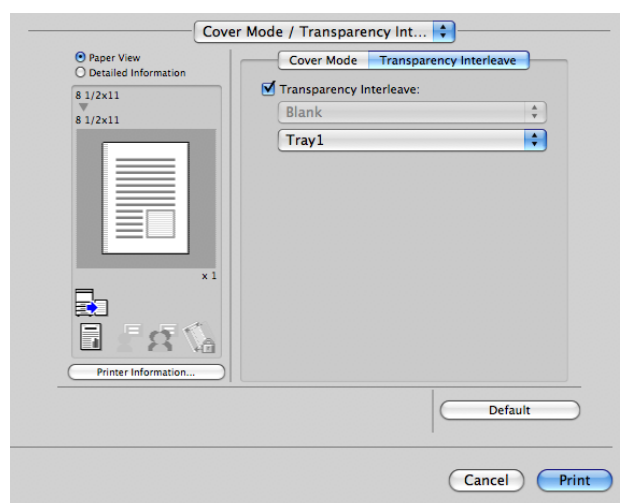 Cover Mode / Transparency Int...
Paper View
Detailed Information
8 1/2x11
8 1/2x11
x 1
Printer Information...
Cover Mode
Transparency Interleave
Transparency Interleave:
Blank
Tray1
Default
Cancel
Print